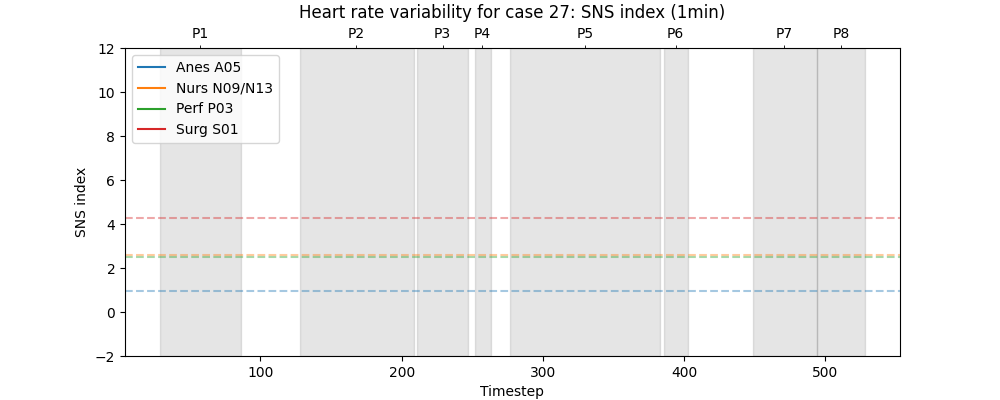 Heart rate variability for case 27: SNS index (1min)
P1 P2 P3 P4 P5 P6 P7 P8
12
10
8
6
4
2
0
−2
SNS index
Anes A05
Nurs N09/N13
Perf P03
Surg S01
100 200 300 400 500
Timestep